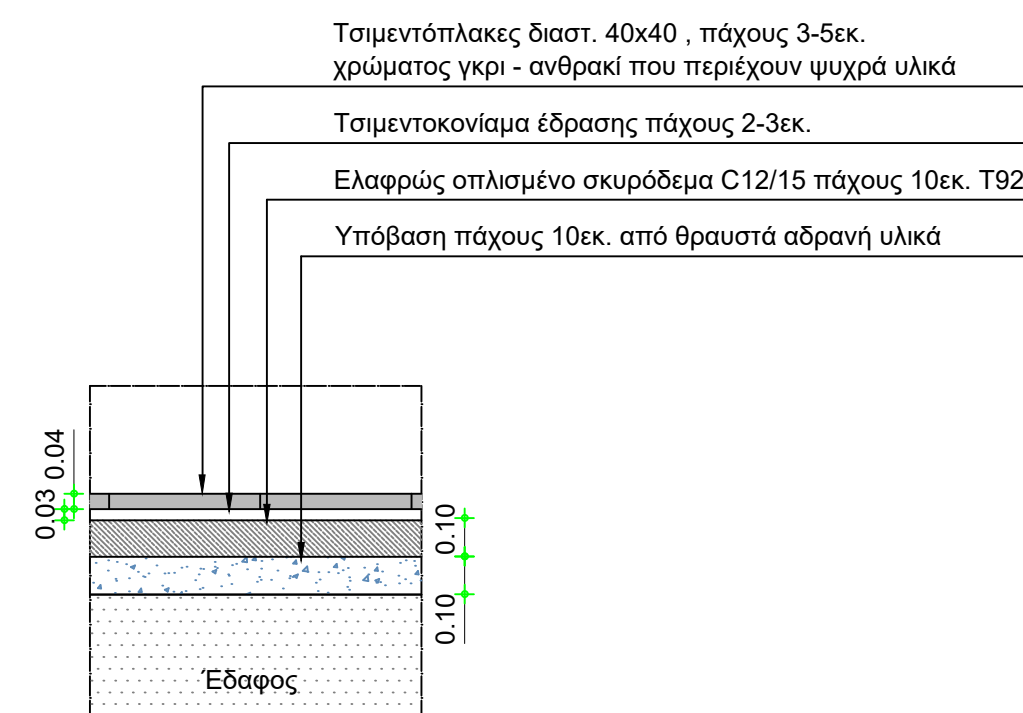 Τσιμεντόπλακες διαστ. 40x40 , πάχους 3-5εκ.
χρώματος γκρι - ανθρακί που περιέχουν ψυχρά υλικά
Τσιμεντοκονίαμα έδρασης πάχους 2-3εκ.
Ελαφρώς οπλισμένο σκυρόδεμα C12/15 πάχους 10εκ. Τ92
Υπόβαση πάχους 10εκ. από θραυστά αδρανή υλικά
0.04
0.03
0.10
0.10
Έδαφος